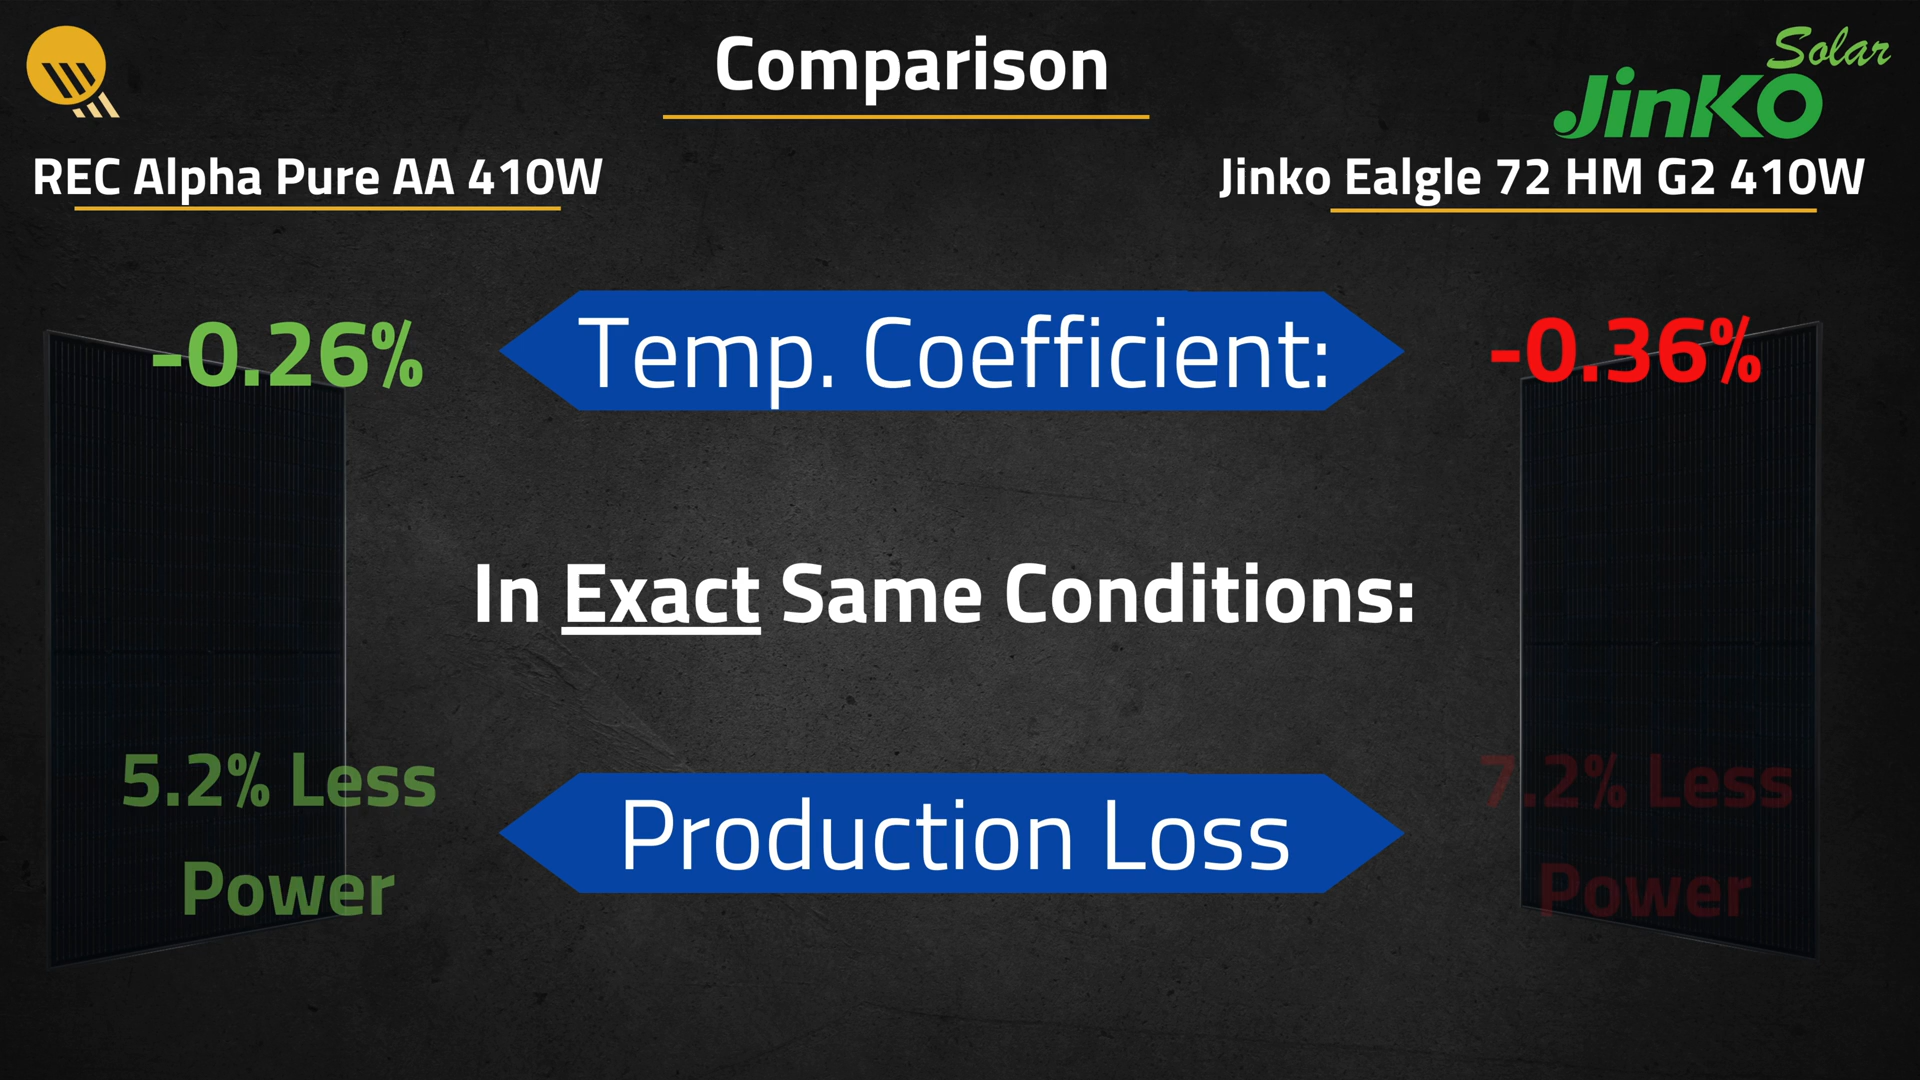 Comparison
Solar
JinKO
REC Alpha Pure AA 410W
Jinko Ealgle 72 HM G2 410W
-0.26%
Temp. Coefficient:
-0.36%
In Exact Same Conditions:
5.2% Less
Power
Production Loss
7.2% Less
Power